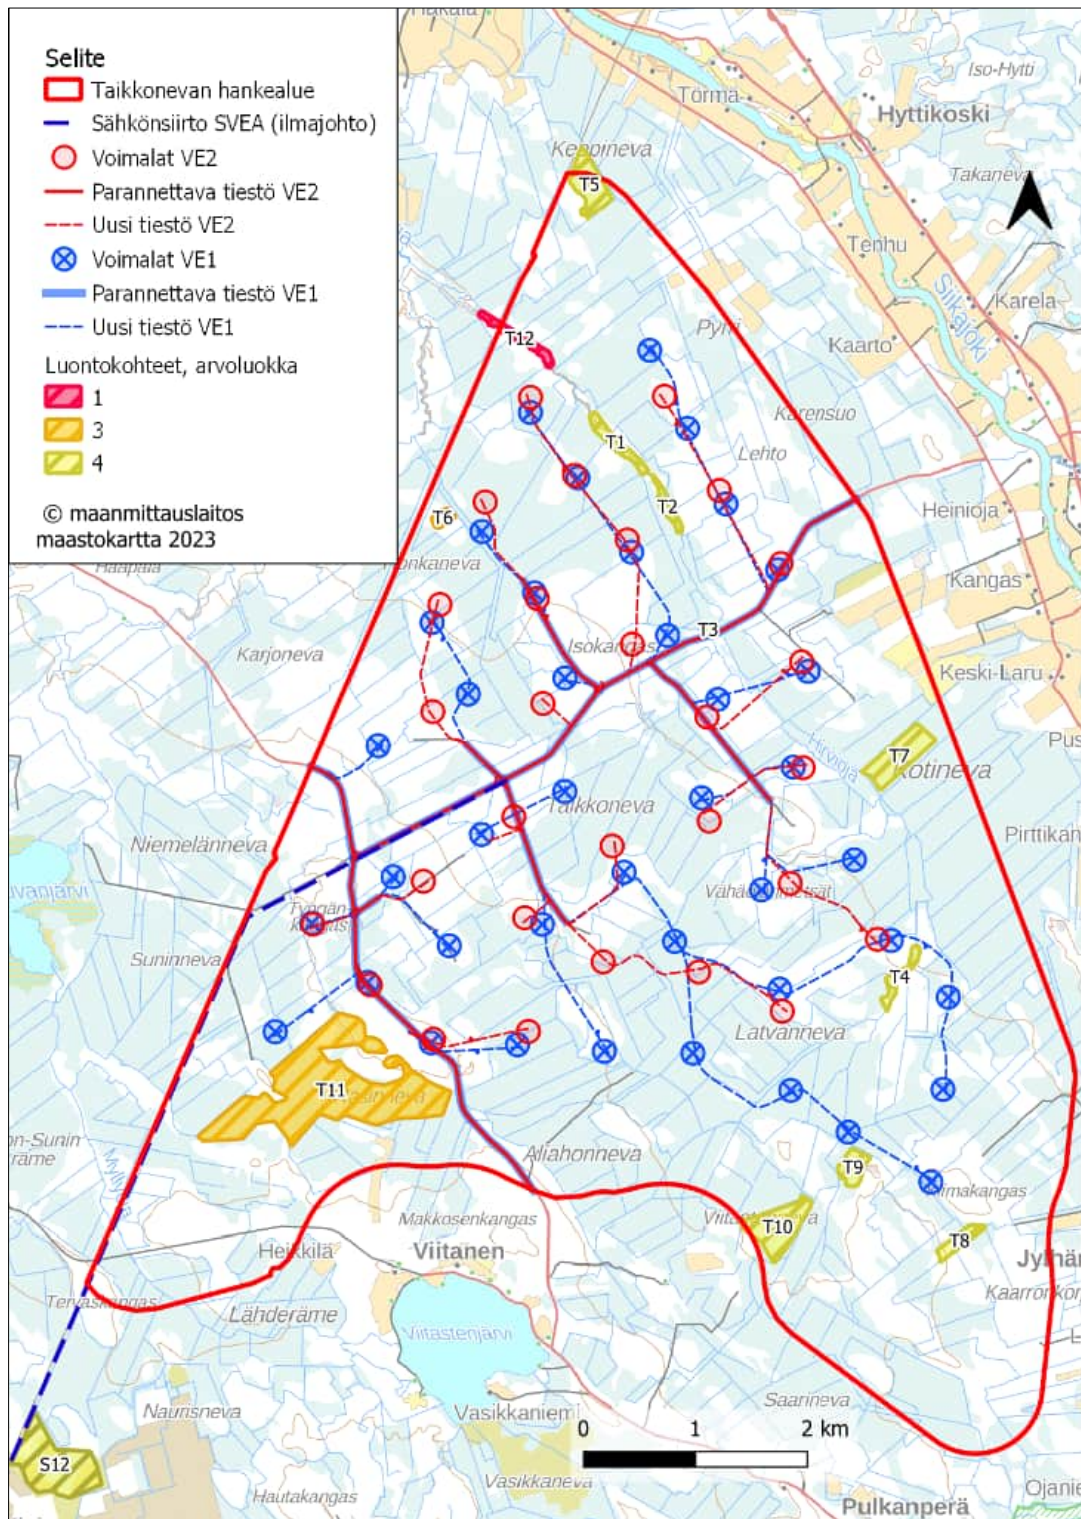 Selite
Taikkonevan hankealue
Sähkönsiirto SVEA (ilmajohto)
Voimalat VE2
Parannettava tiestö VE2
Uusi tiestö VE2
Voimalat VE1
Parannettava tiestö VE1
Uusi tiestö VE1
Luontokohteet, arvoluokka
1
3
4
© maanmittauslaitos
maastokartta 2023
Iso-Hytti
Törmä
Hyttikoski
Keppineva
Takaneva
T5
Tenhu
Siikajoki
Karela
Pyrri
Kaarto
T12
Karensuo
T1
Lehto
T2
Heinioja
T6
Kangas
Isokangas
T3
Karjoneva
Keski-Laru
T7
Kotineva
Taikkoneva
Niemelänneva
Pirttikan
Suninneva
T4
Latvanneva
T11
Aliahonneva
T9
Makkosenkangas
T10
Heikkilä
Viitanen
T8
Tervaskangas
Lähderäme
Viitastenjärvi
Saarineva
Naurisneva
Vasikkaniemi
0 1 2 km
S12
Vasikkaneva
Hautakangas
Pulkanperä